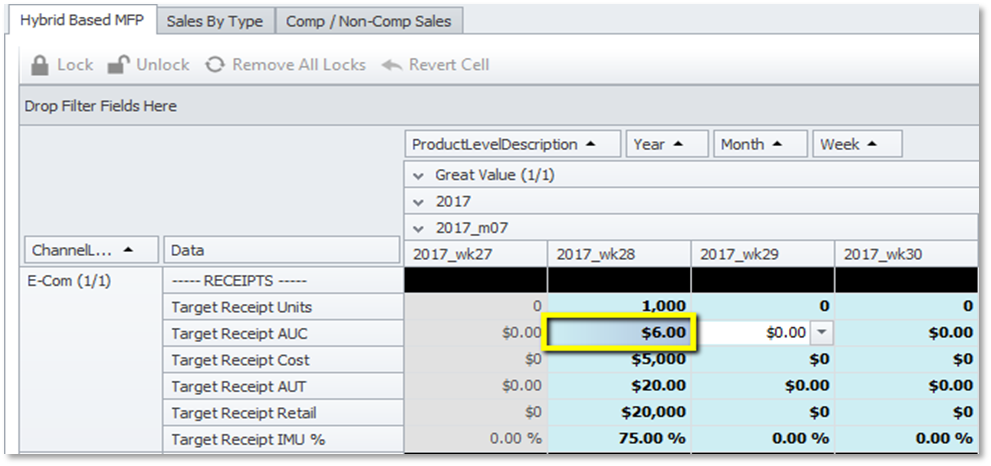 Hybrid Based MFP Sales By Type Comp / Non-Comp Sales
Lock Unlock Remove All Locks Revert Cell
Drop Filter Fields Here
ProductLevelDescription Year Month Week
Great Value (1/1)
2017
2017_m07
ChannelL... Data 2017_wk27 2017_wk28 2017_wk29 2017_wk30
E-Com (1/1) ----- RECEIPTS -----
Target Receipt Units 0 1,000 0 0
Target Receipt AUC $0.00 $6.00 $0.00 $0.00
Target Receipt Cost $0 $5,000 $0 $0
Target Receipt AUT $0.00 $20.00 $0.00 $0.00
Target Receipt Retail $0 $20,000 $0 $0
Target Receipt IMU % 0.00 % 75.00 % 0.00 % 0.00 %